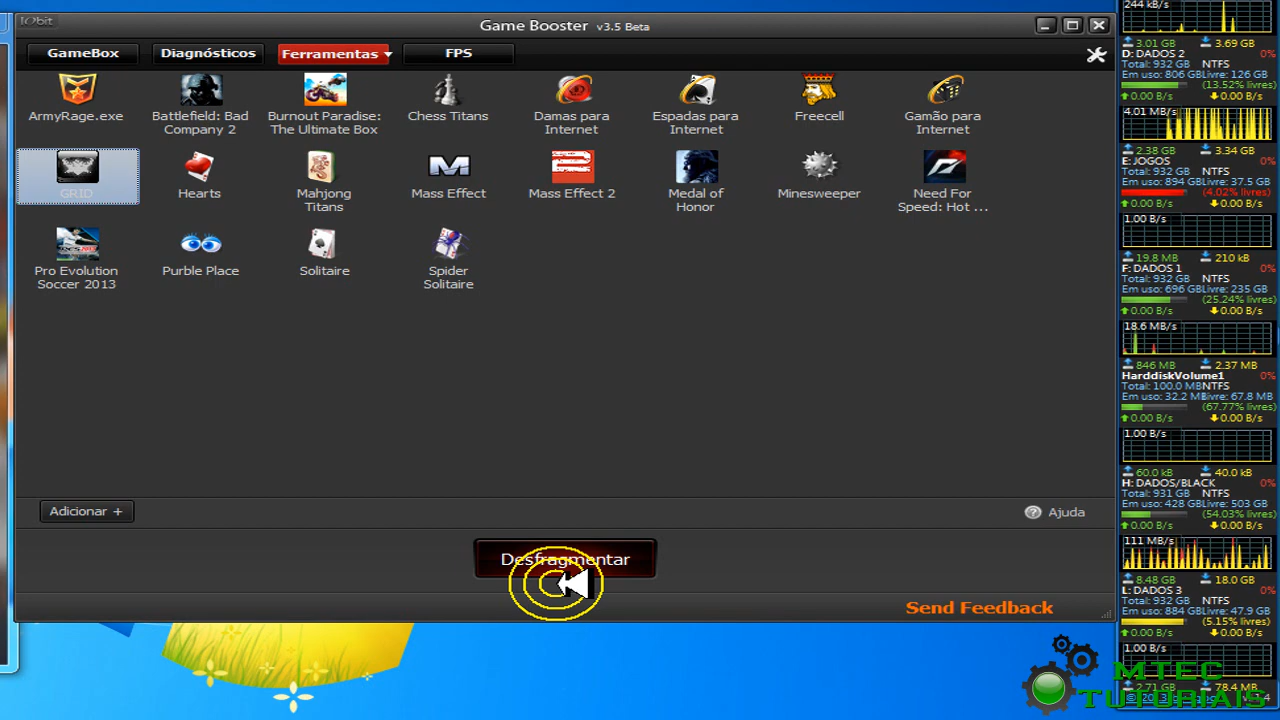 IObit
Game Booster v3.5 Beta
GameBox
Diagnósticos
Ferramentas
FPS
ArmyRage.exe
Battlefield: Bad
Company 2
Burnout Paradise:
The Ultimate Box
Chess Titans
Damas para
Internet
Espadas para
Internet
Freecell
Gamão para
Internet
GRID
Hearts
Mahjong
Titans
Mass Effect
Mass Effect 2
Medal of
Honor
Minesweeper
Need For
Speed: Hot ...
Pro Evolution
Soccer 2013
Purble Place
Solitaire
Spider
Solitaire
Adicionar +
Ajuda
Desfragmentar
Send Feedback
244 kB/s
3.01 GB 3.69 GB
D: DADOS 2 0%
Total: 932 GB NTFS
Em uso: 806 GB Livre: 126 GB
(13.52% livres)
0.00 B/s 0.00 B/s
4.01 MB/s
2.38 GB 3.34 GB
E: JOGOS 0%
Total: 932 GB NTFS
Em uso: 894 GB Livre: 37.5 GB
(4.02% livres)
0.00 B/s 0.00 B/s
1.00 B/s
19.8 MB 210 kB
F: DADOS 1 0%
Total: 932 GB NTFS
Em uso: 696 GB Livre: 235 GB
(25.24% livres)
0.00 B/s 0.00 B/s
18.6 MB/s
846 MB 2.37 MB
HarddiskVolume1 0%
Total: 100.0 MB NTFS
Em uso: 32.2 MB Livre: 67.8 MB
(67.77% livres)
0.00 B/s 0.00 B/s
1.00 B/s
60.0 kB 40.0 kB
H: DADOS/BLACK 0%
Total: 931 GB NTFS
Em uso: 428 GB Livre: 503 GB
(54.03% livres)
0.00 B/s 0.00 B/s
111 MB/s
8.48 GB 18.0 GB
L: DADOS 3 0%
Total: 932 GB NTFS
Em uso: 884 GB Livre: 47.9 GB
(5.15% livres)
0.00 B/s 0.00 B/s
1.00 B/s
2.71 GB 78.4 MB
MTEC
TUTORIAIS